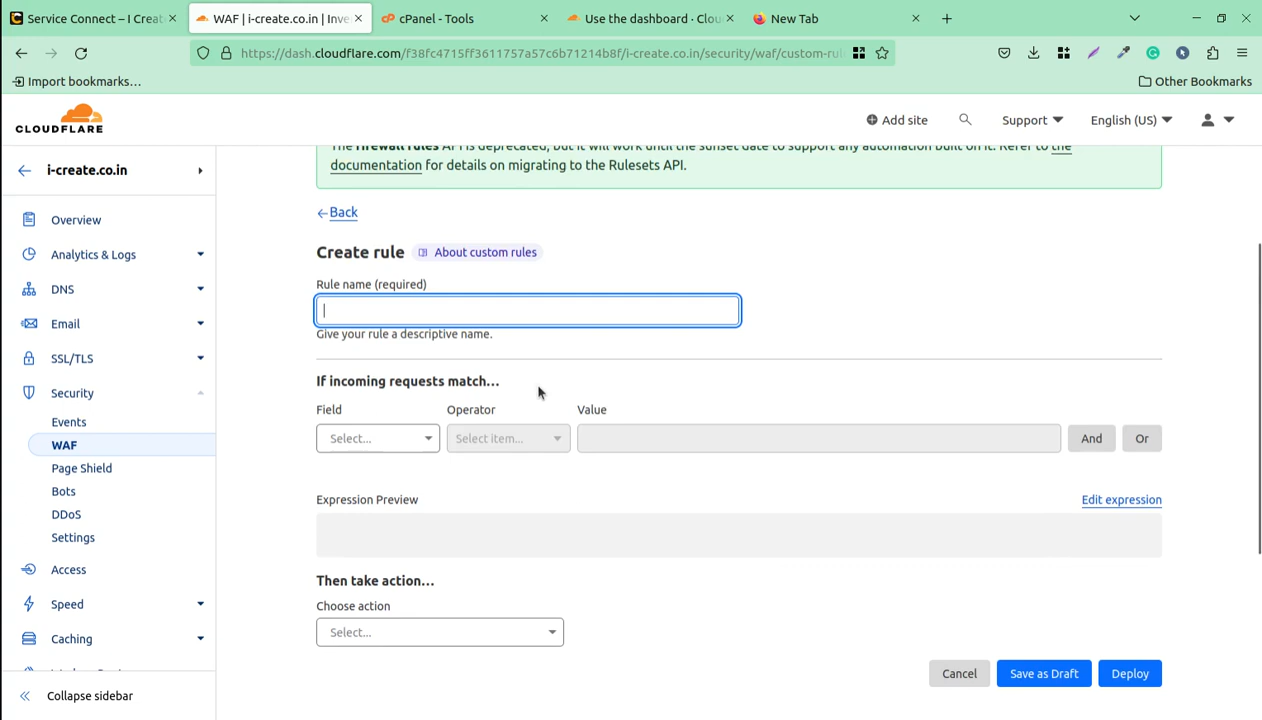 Service Connect – I Creat
WAF | i-create.co.in | Inve
cPanel - Tools
Use the dashboard · Clou
New Tab
https://dash.cloudflare.com/f38fc4715ff3611757a57c6b71214b8f/i-create.co.in/security/waf/custom-rul
Import bookmarks…
Other Bookmarks
CLOUDFLARE
Add site
Support
English (US)
i-create.co.in
Overview
Analytics & Logs
DNS
Email
SSL/TLS
Security
Events
WAF
Page Shield
Bots
DDoS
Settings
Access
Speed
Caching
Collapse sidebar
The firewall rules API is deprecated, but it will work until the sunset date to support any automation built on it. Refer to the
documentation for details on migrating to the Rulesets API.
Back
Create rule About custom rules
Rule name (required)
Give your rule a descriptive name.
If incoming requests match…
Field Operator Value
Select... Select item... And Or
Expression Preview Edit expression
Then take action…
Choose action
Select...
Cancel Save as Draft Deploy